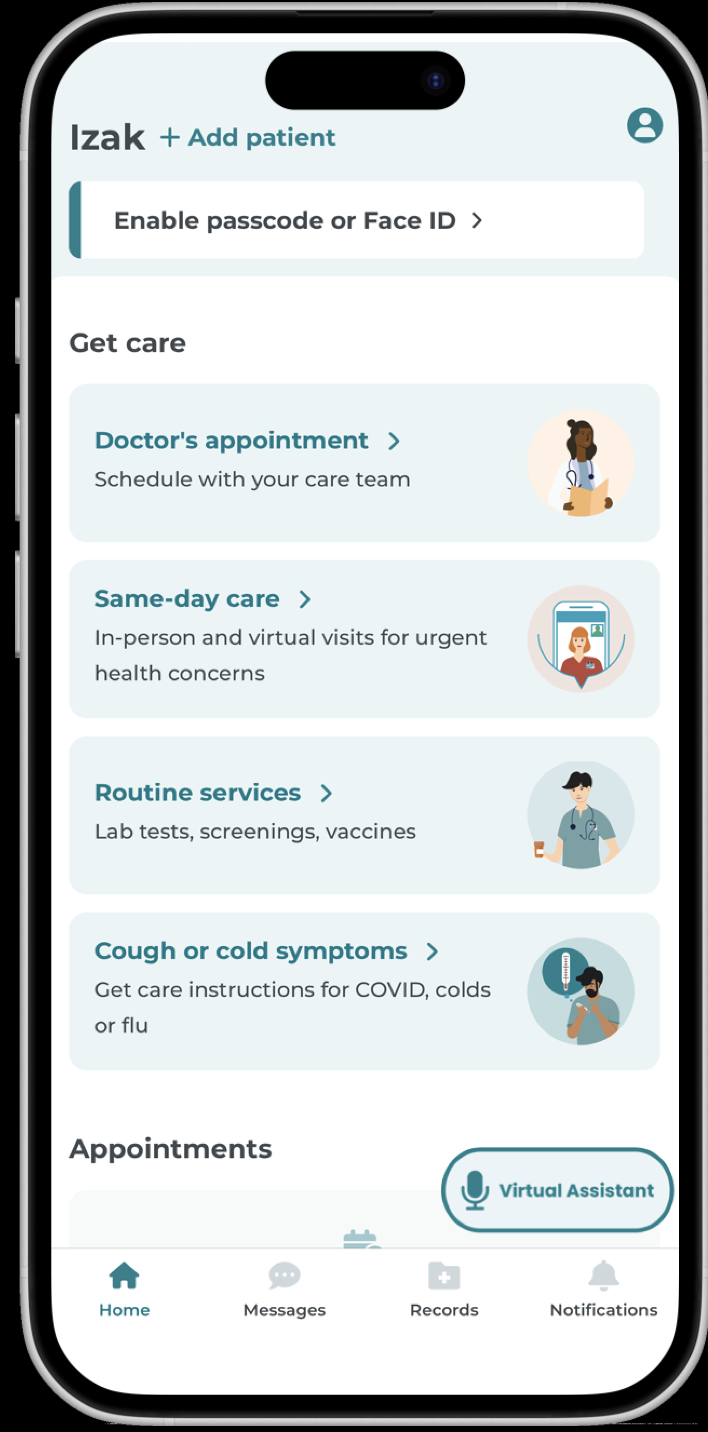 Izak + Add patient
Enable passcode or Face ID >
Get care
Doctor's appointment >
Schedule with your care team
Same-day care >
In-person and virtual visits for urgent
health concerns
Routine services >
Lab tests, screenings, vaccines
Cough or cold symptoms >
Get care instructions for COVID, colds
or flu
Appointments
Virtual Assistant
Home Messages Records Notifications